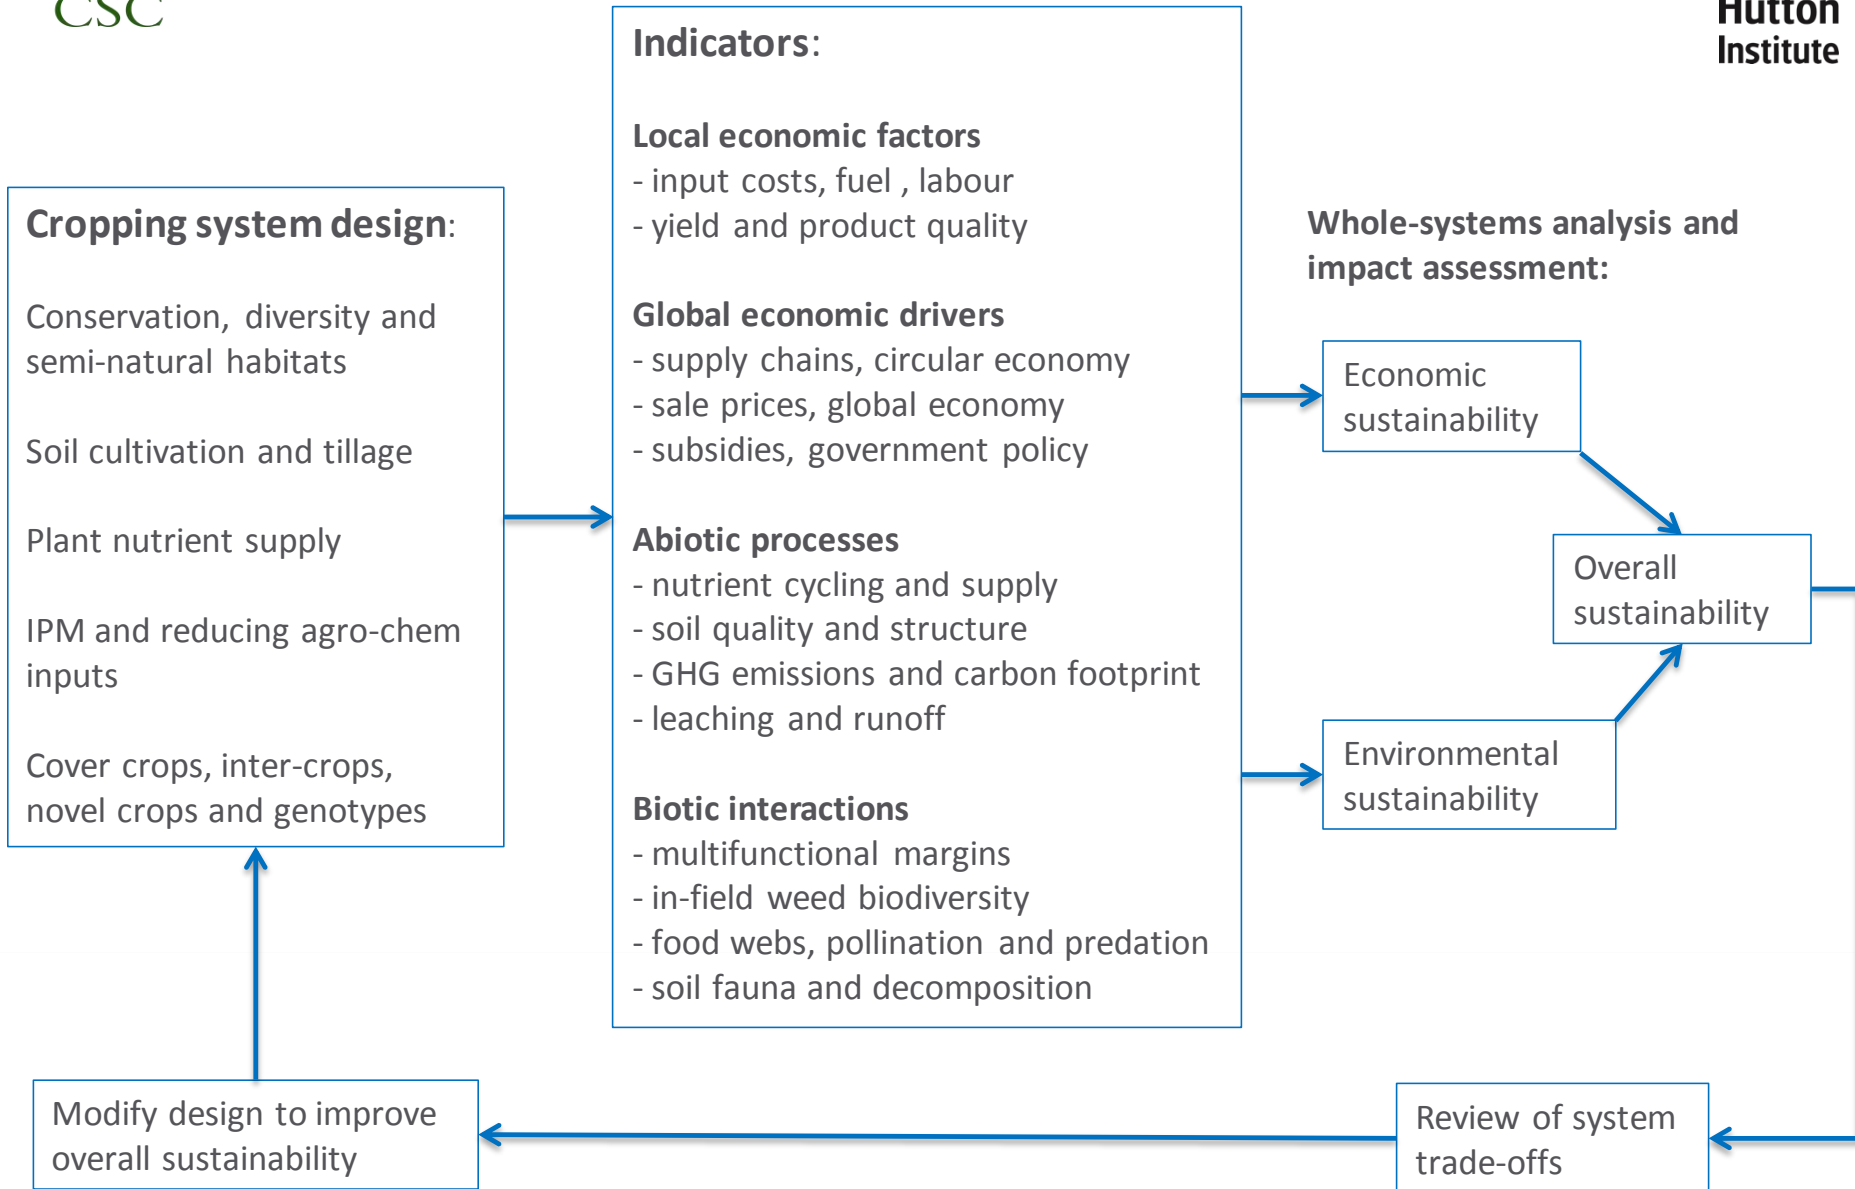 CSC
Hutton
Institute
Cropping system design:
Conservation, diversity and
semi-natural habitats
Soil cultivation and tillage
Plant nutrient supply
IPM and reducing agro-chem
inputs
Cover crops, inter-crops,
novel crops and genotypes
Indicators:
Local economic factors
- input costs, fuel , labour
- yield and product quality
Global economic drivers
- supply chains, circular economy
- sale prices, global economy
- subsidies, government policy
Abiotic processes
- nutrient cycling and supply
- soil quality and structure
- GHG emissions and carbon footprint
- leaching and runoff
Biotic interactions
- multifunctional margins
- in-field weed biodiversity
- food webs, pollination and predation
- soil fauna and decomposition
Whole-systems analysis and
impact assessment:
Economic
sustainability
Overall
sustainability
Environmental
sustainability
Review of system
trade-offs
Modify design to improve
overall sustainability